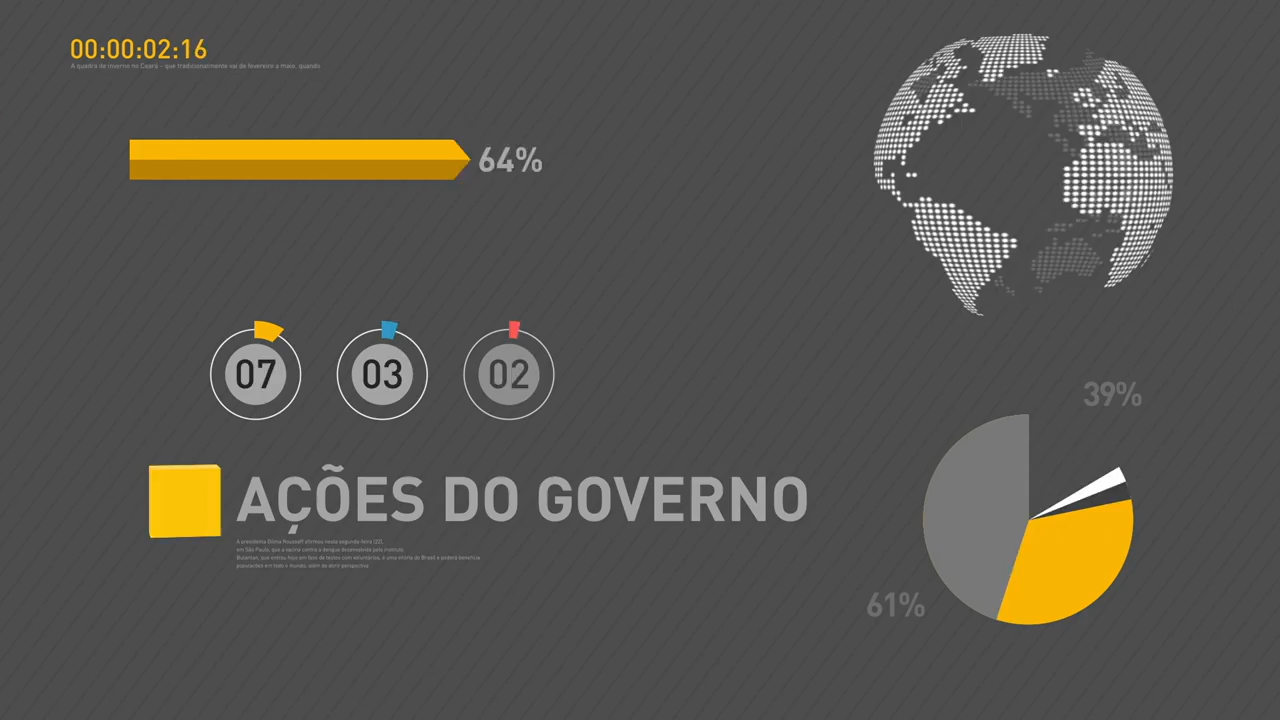 00:00:02:16
A quadra de inverno no Ceará – que tradicionalmente vai de fevereiro a maio, quando
64%
07
03
02
39%
AÇÕES DO GOVERNO
A presidenta Dilma Rousseff afirmou nesta segunda-feira (22),
em São Paulo, que a vacina contra a dengue desenvolvida pelo Instituto
Butantan, que entrou hoje em fase de testes com voluntários, é uma vitória do Brasil e poderá beneficia
populações em todo o mundo, além de abrir perspectiva
61%